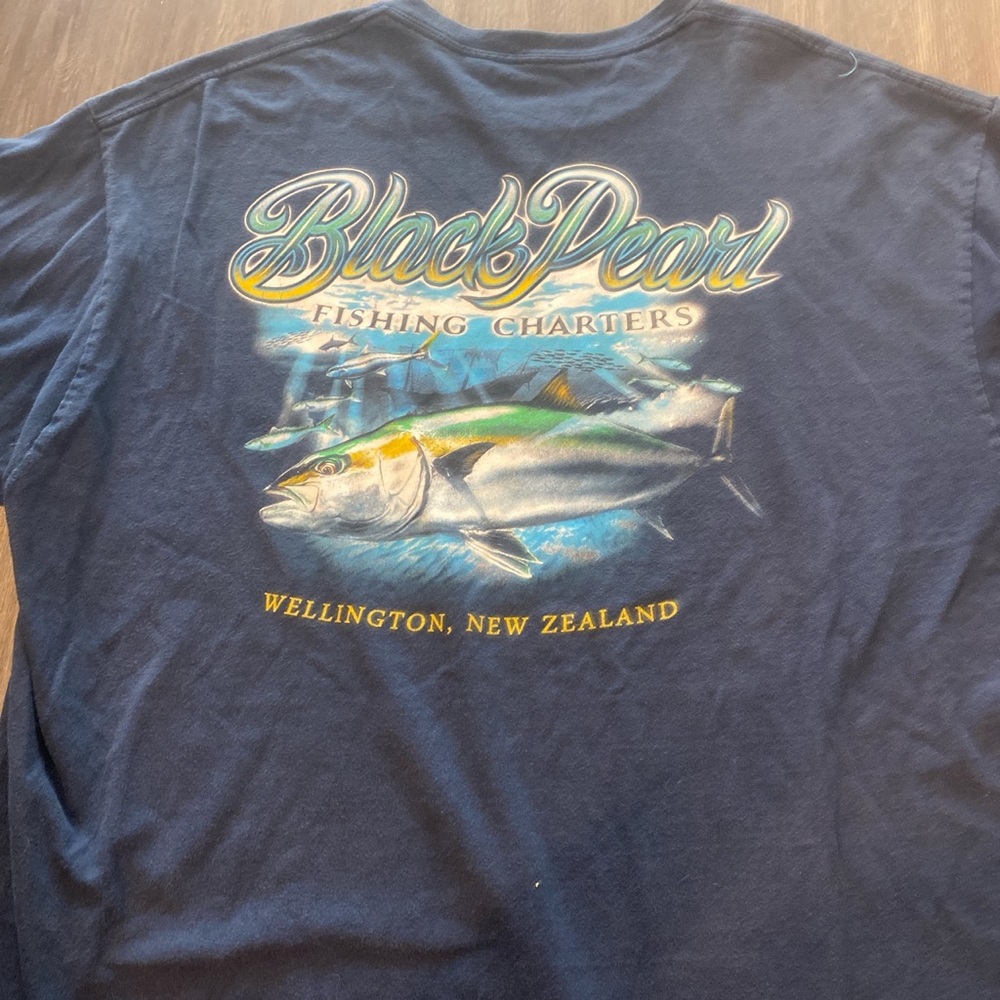 Black Pearl
FISHING CHARTERS
WELLINGTON, NEW ZEALAND